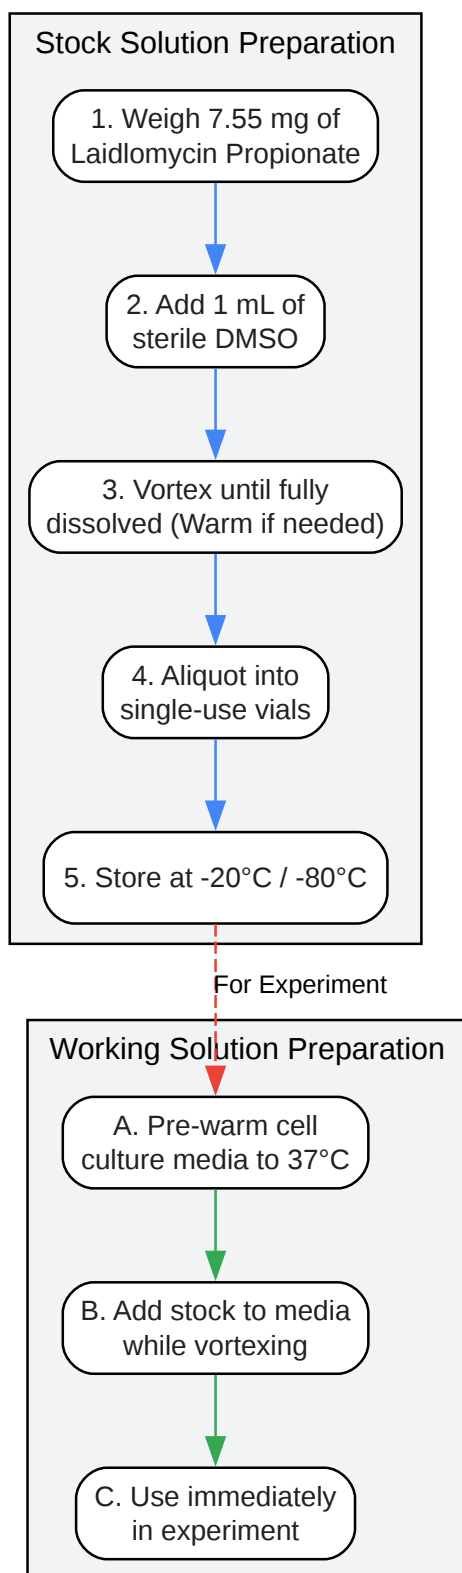 Stock Solution Preparation
1. Weigh 7.55 mg of
Laidlomycin Propionate
2. Add 1 mL of
sterile DMSO
3. Vortex until fully
dissolved (Warm if needed)
4. Aliquot into
single-use vials
5. Store at -20°C / -80°C
For Experiment
Working Solution Preparation
A. Pre-warm cell
culture media to 37°C
B. Add stock to media
while vortexing
C. Use immediately
in experiment